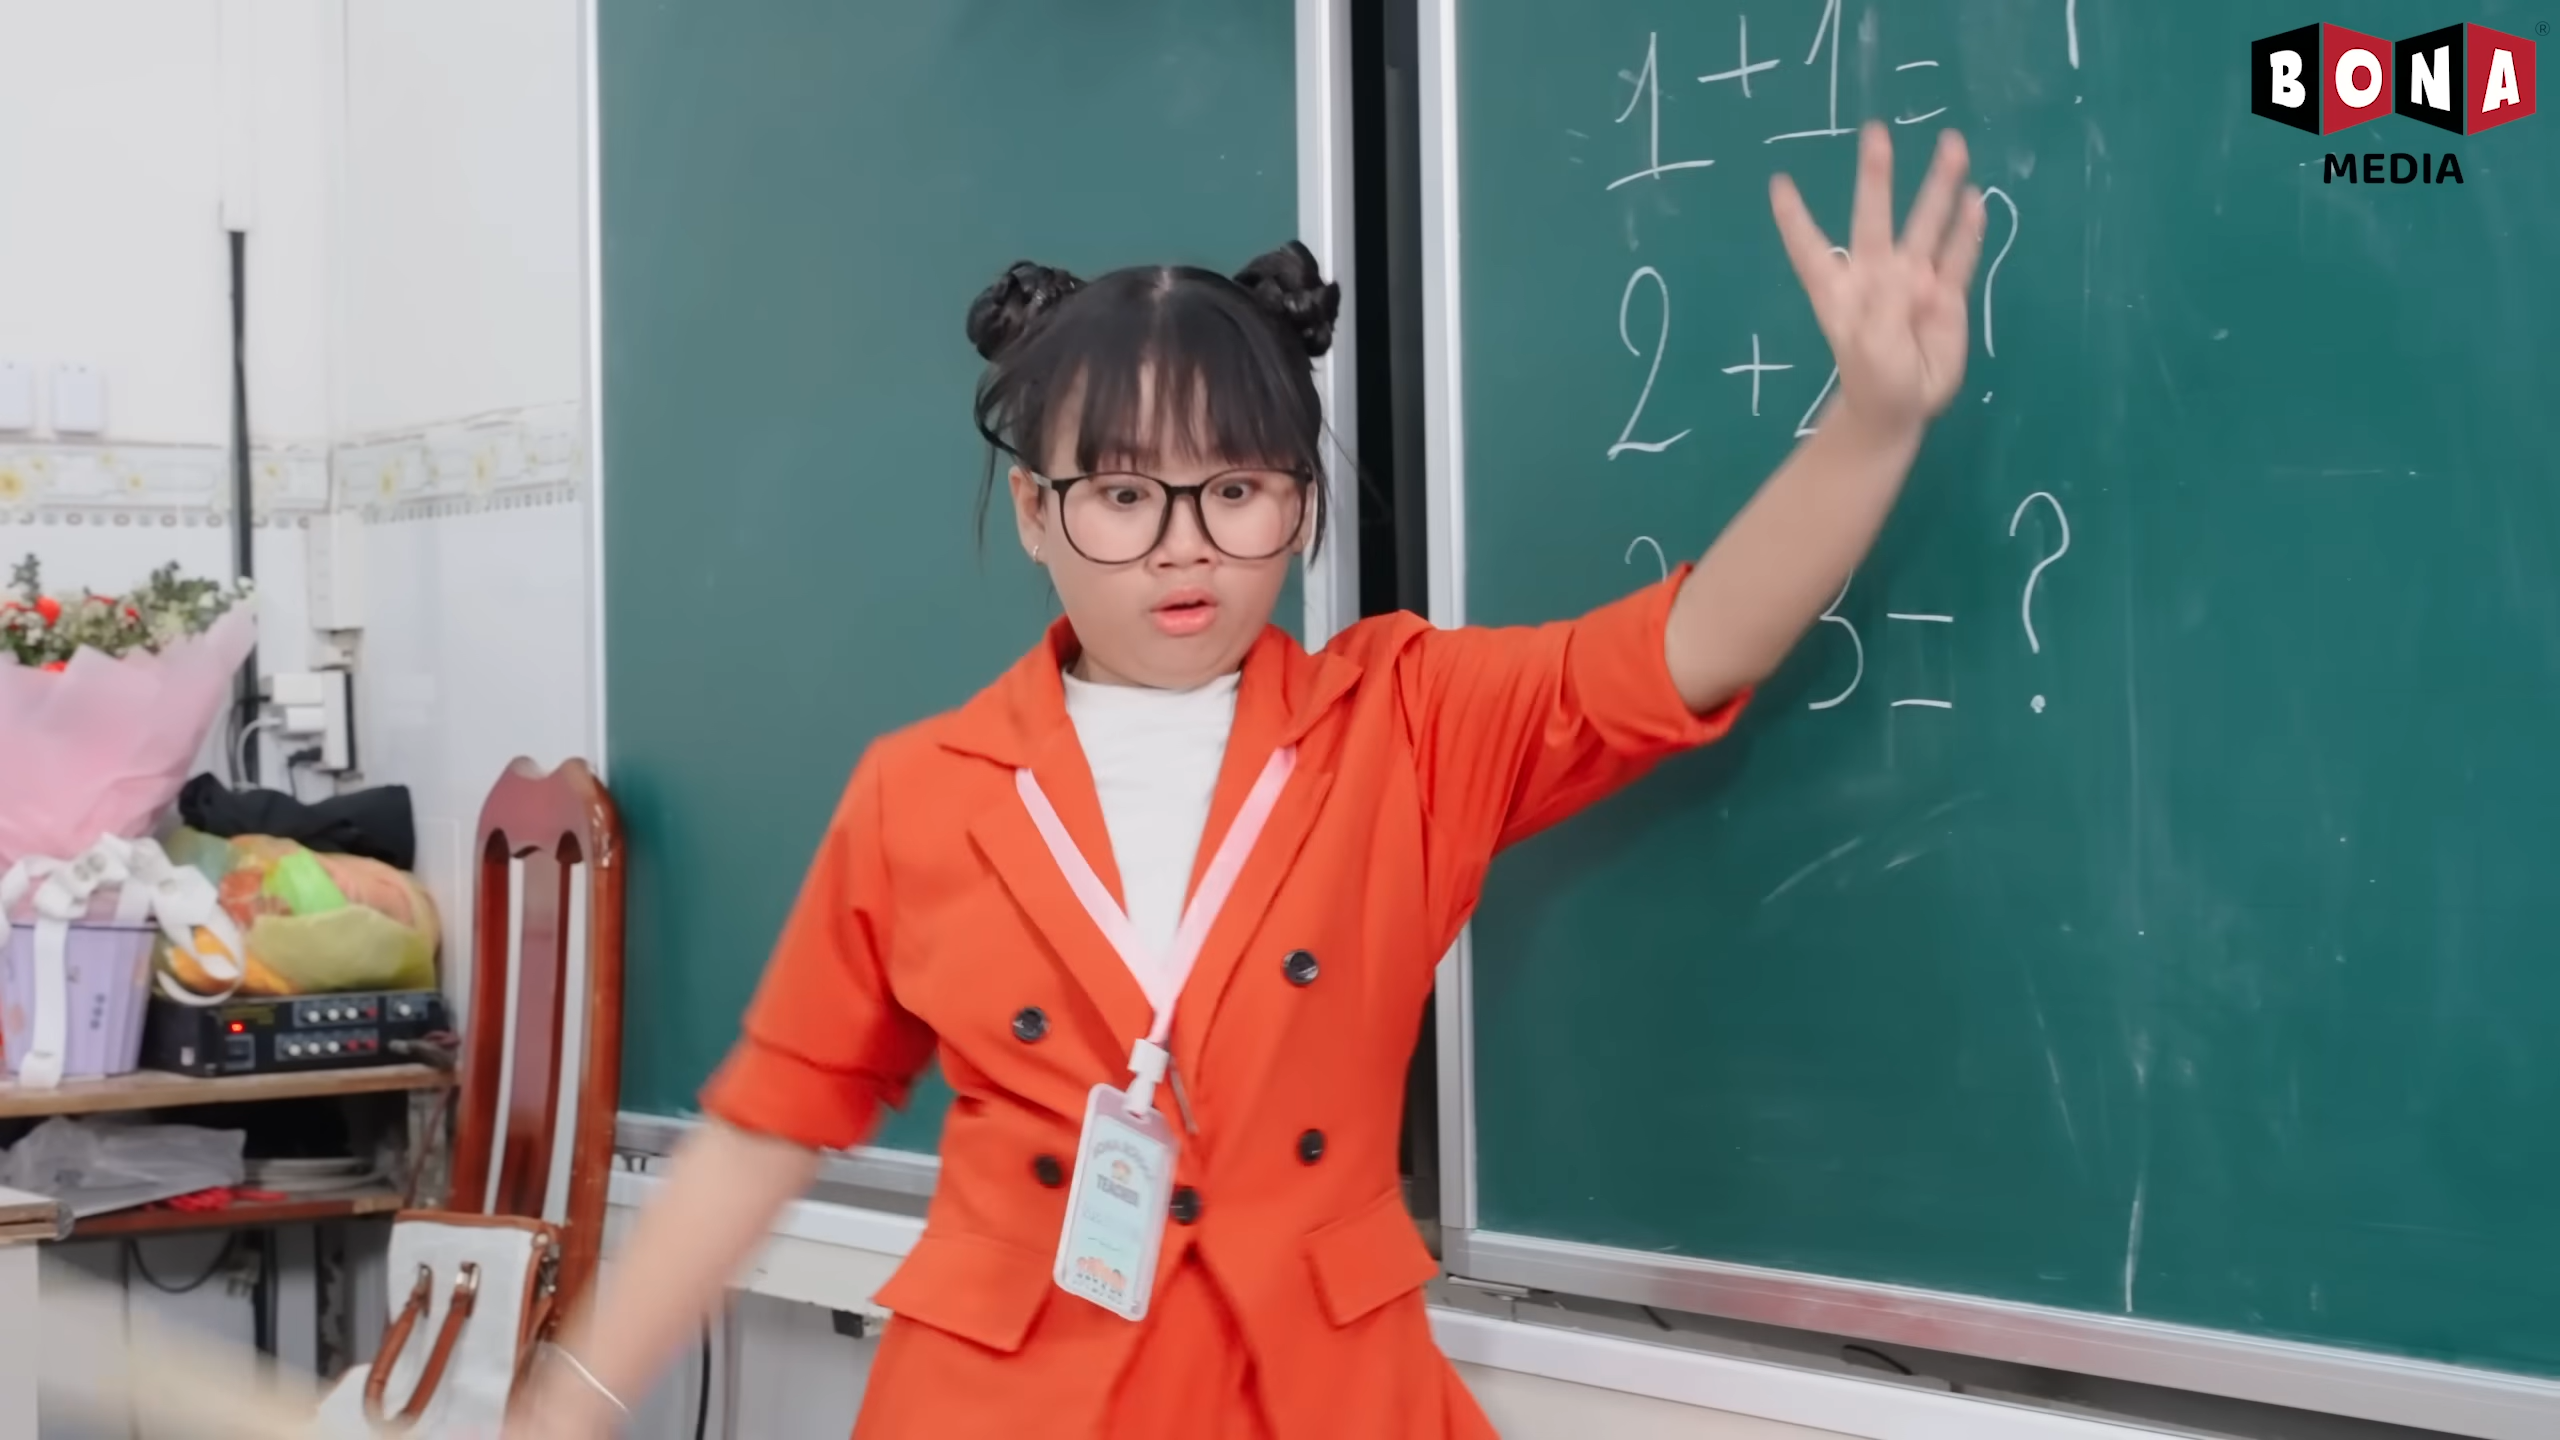 BONA
®
MEDIA
1+1= ?
2+2 ?
3= ?
TEACHER